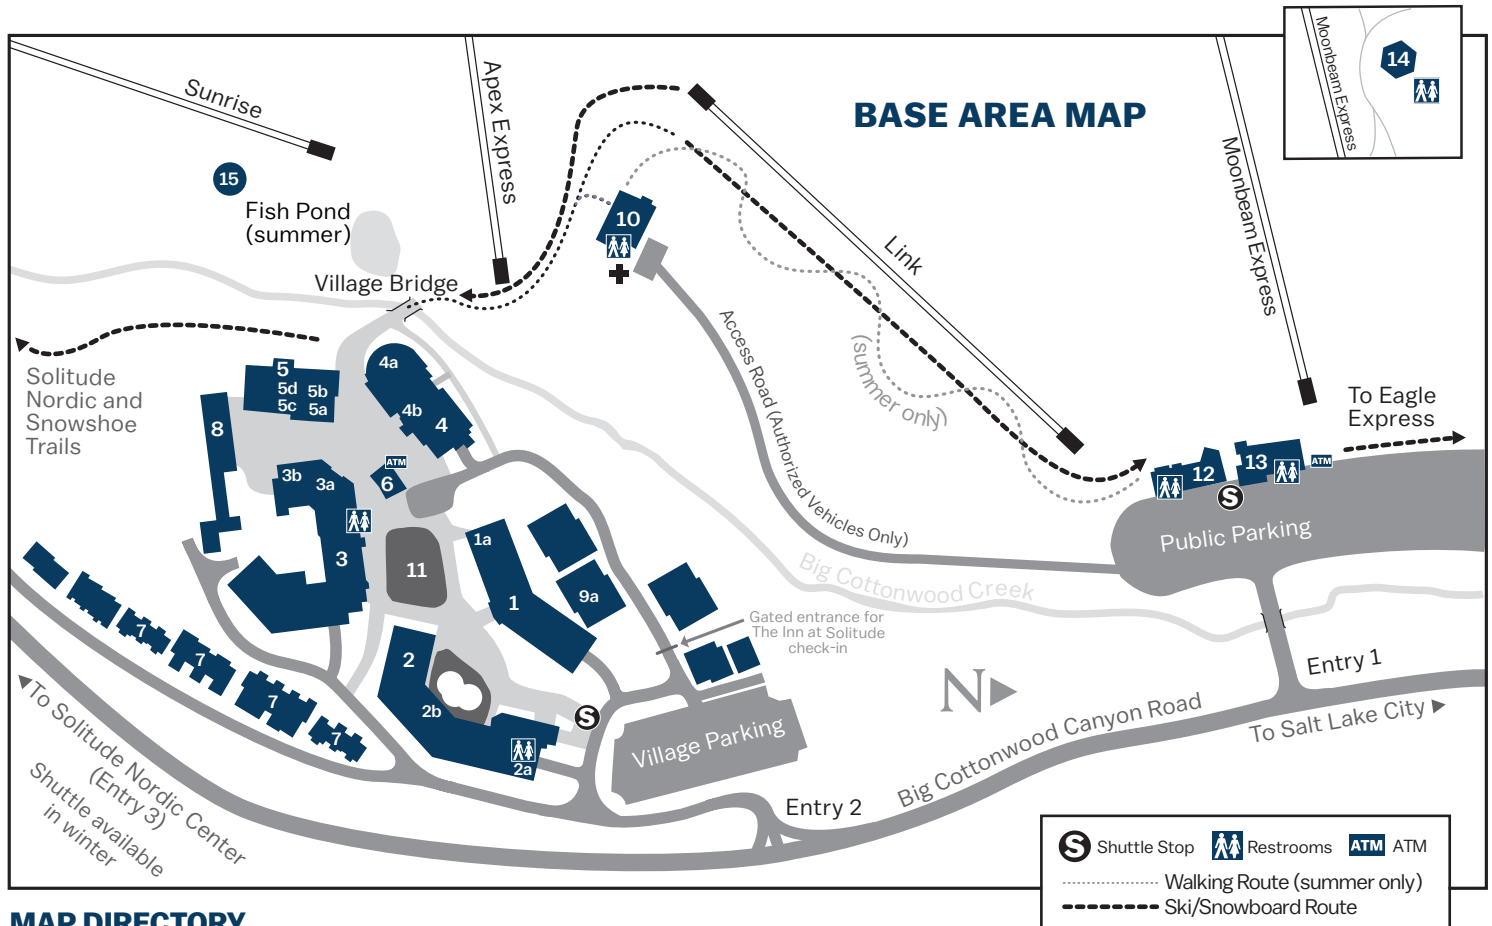 BASE AREA MAP
Sunrise
Apex Express
Moonbeam Express
Moonbeam Express
14
15
Fish Pond
(summer)
10
Link
Village Bridge
Access Road (Authorized Vehicles Only)
(summer only)
To Eagle
Express
Solitude
Nordic and
Snowshoe
Trails
5
5d 5b
5c 5a
4a
4b
4
8
ATM
6
3b
3a
3
12
13
ATM
S
Public Parking
1a
11
1
9a
Big Cottonwood Creek
Gated entrance for
The Inn at Solitude
check-in
7
7
7
7
2
2b
2a
S
Village Parking
N
Entry 1
To Salt Lake City
Big Cottonwood Canyon Road
Entry 2
To Solitude Nordic Center
(Entry 3)
Shuttle available
in winter
S Shuttle Stop Restrooms ATM ATM
Walking Route (summer only)
Ski/Snowboard Route
MAP DIRECTORY